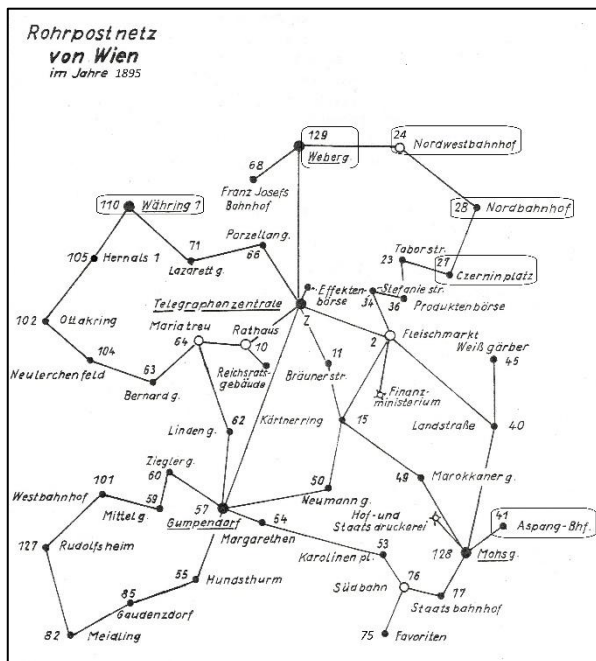 Rohrpostnetz
von Wien
im Jahre 1895
129
Weberg.
24
Nordwestbahnhof
68
Franz Josefs
Bahnhof
28
Nordbahnhof
110
Währing 1
105
Hernals 1
71
Lazarettg.
Porzellang.
66
Taborstr.
23
27
Czerninplatz
Effekten-
börse
Stefaniestr.
34
36
Produktenbörse
Telegraphenzentrale
Z
102
Ottakring
Mariatreu
64
Rathaus
10
Reichsrats-
gebäude
2
Fleischmarkt
Weißgärber
45
104
Neulerchenfeld
63
Bernardg.
11
Bräunerstr.
Finanz-
ministerium
62
Lindeng.
Kärtnerring
15
Landstraße
40
Zieglerg.
60
101
Westbahnhof
59
Mittelg.
50
Neumanng.
49
Marokkanerg.
57
Gumpendorf
64
Margarethen
Hof- und
Staatsdruckerei
41
Aspang-Bhf.
127
Rudolfsheim
53
Karolinenpl.
128
Mohsg.
55
Hundsthurm
76
Südbahn
77
Staatsbahnhof
85
Gaudenzdorf
82
Meidling
75
Favoriten